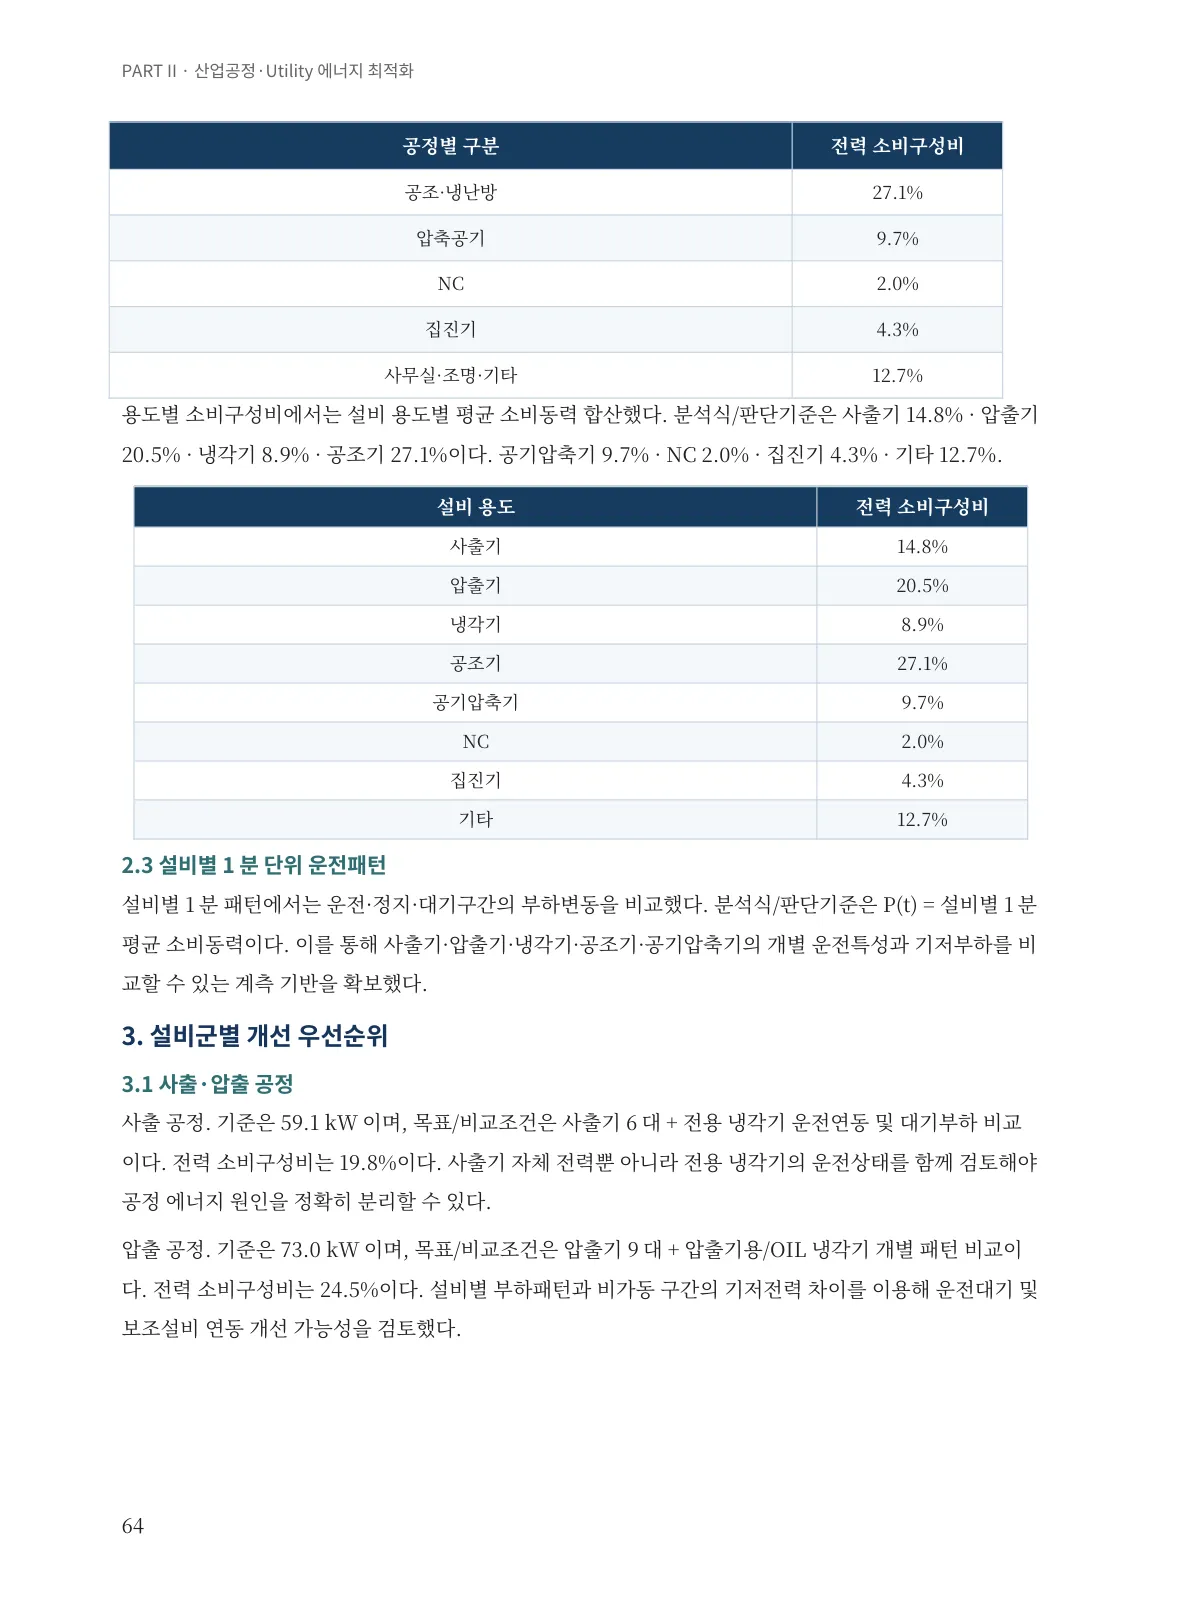 PART II · 산업공정·Utility 에너지 최적화
공정별 구분 전력 소비구성비
공조·냉난방 27.1%
압축공기 9.7%
NC 2.0%
집진기 4.3%
사무실·조명·기타 12.7%
용도별 소비구성비에서는 설비 용도별 평균 소비동력 합산했다. 분석식/판단기준은 사출기 14.8% · 압출기
20.5% · 냉각기 8.9% · 공조기 27.1%이다. 공기압축기 9.7% · NC 2.0% · 집진기 4.3% · 기타 12.7%.
설비 용도 전력 소비구성비
사출기 14.8%
압출기 20.5%
냉각기 8.9%
공조기 27.1%
공기압축기 9.7%
NC 2.0%
집진기 4.3%
기타 12.7%
2.3 설비별 1 분 단위 운전패턴
설비별 1 분 패턴에서는 운전·정지·대기구간의 부하변동을 비교했다. 분석식/판단기준은 P(t) = 설비별 1 분
평균 소비동력이다. 이를 통해 사출기·압출기·냉각기·공조기·공기압축기의 개별 운전특성과 기저부하를 비
교할 수 있는 계측 기반을 확보했다.
3. 설비군별 개선 우선순위
3.1 사출·압출 공정
사출 공정. 기준은 59.1 kW 이며, 목표/비교조건은 사출기 6 대 + 전용 냉각기 운전연동 및 대기부하 비교
이다. 전력 소비구성비는 19.8%이다. 사출기 자체 전력뿐 아니라 전용 냉각기의 운전상태를 함께 검토해야
공정 에너지 원인을 정확히 분리할 수 있다.
압출 공정. 기준은 73.0 kW 이며, 목표/비교조건은 압출기 9 대 + 압출기용/OIL 냉각기 개별 패턴 비교이
다. 전력 소비구성비는 24.5%이다. 설비별 부하패턴과 비가동 구간의 기저전력 차이를 이용해 운전대기 및
보조설비 연동 개선 가능성을 검토했다.
64